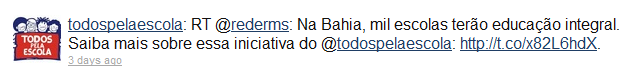 TODOS
PELA
ESCOLA
todospelaescola: RT @rederms: Na Bahia, mil escolas terão educação integral.
Saiba mais sobre essa iniciativa do @todospelaescola: http://t.co/x82L6hdX.
3 days ago